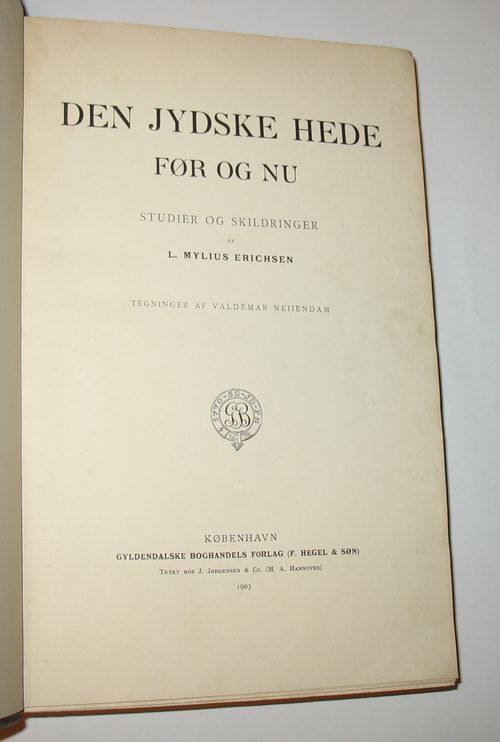 DEN JYDSKE HEDE
FØR OG NU
STUDIER OG SKILDRINGER
AF
L. MYLIUS ERICHSEN
TEGNINGER AF VALDEMAR NEIIENDAM
GB
KØBENHAVN
GYLDENDALSKE BOGHANDELS FORLAG (F. HEGEL & SØN)
TRYKT HOS J. JØRGENSEN & CO. (M. A. HANNOVER)
1903